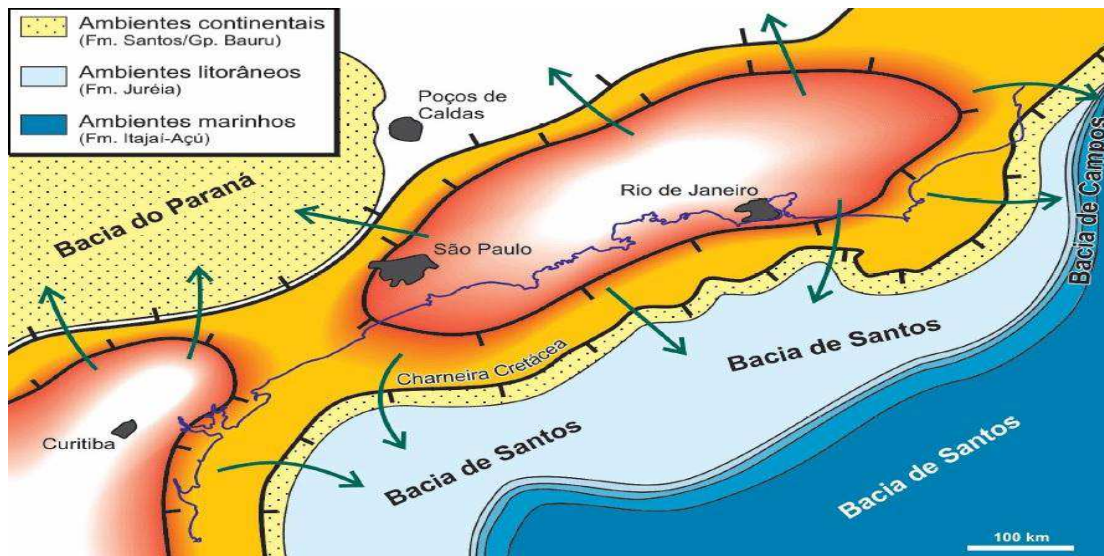 Ambientes continentais
(Fm. Santos/Gp. Bauru)
Ambientes litorâneos
(Fm. Juréia)
Ambientes marinhos
(Fm. Itajaí-Açú)
Poços de
Caldas
Bacia do Paraná
Rio de Janeiro
São Paulo
Bacia de Campos
Bacia de Santos
Charneira Cretácea
Curitiba
Bacia de Santos
Bacia de Santos
100 km